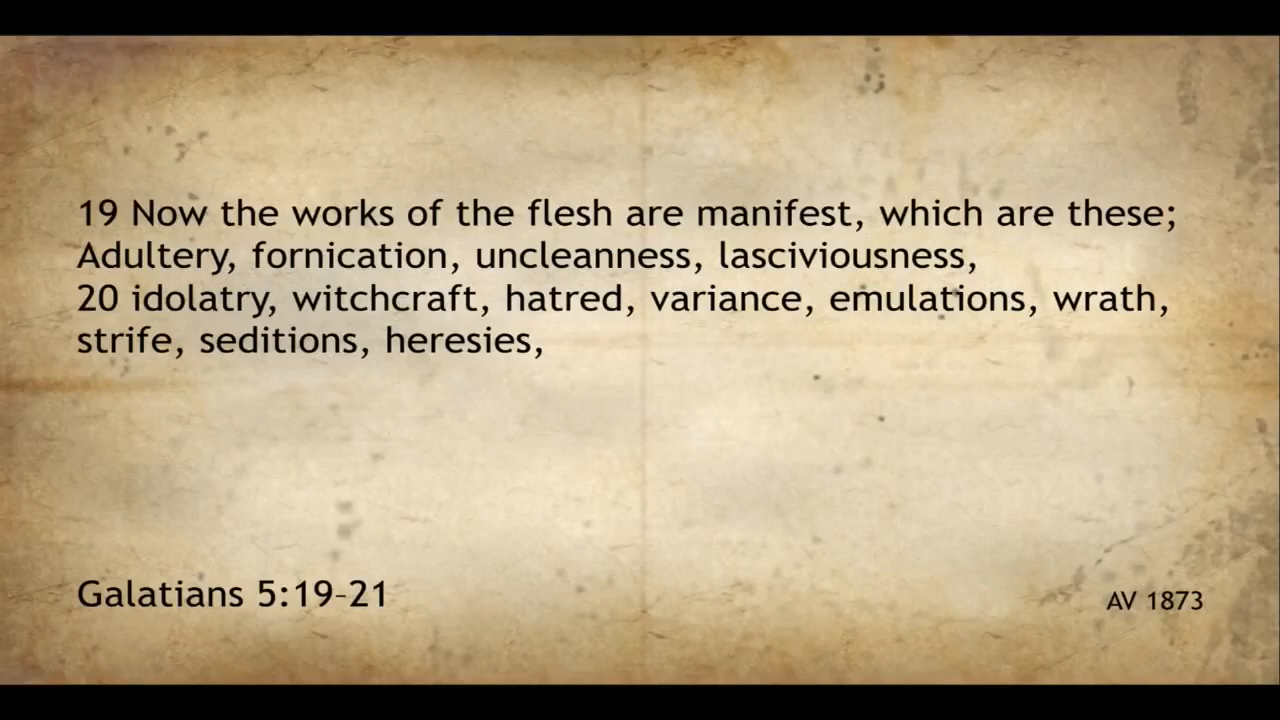 19 Now the works of the flesh are manifest, which are these;
Adultery, fornication, uncleanness, lasciviousness,
20 idolatry, witchcraft, hatred, variance, emulations, wrath,
strife, seditions, heresies,
Galatians 5:19–21
AV 1873